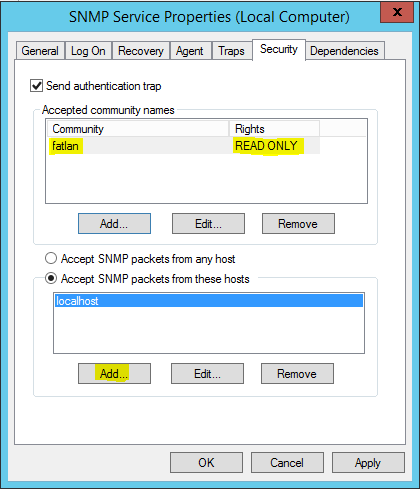 SNMP Service Properties (Local Computer)
x
General Log On Recovery Agent Traps Security Dependencies
Send authentication trap
Accepted community names
Community Rights
fatlan READ ONLY
Add... Edit... Remove
Accept SNMP packets from any host
Accept SNMP packets from these hosts
localhost
Add... Edit... Remove
OK Cancel Apply